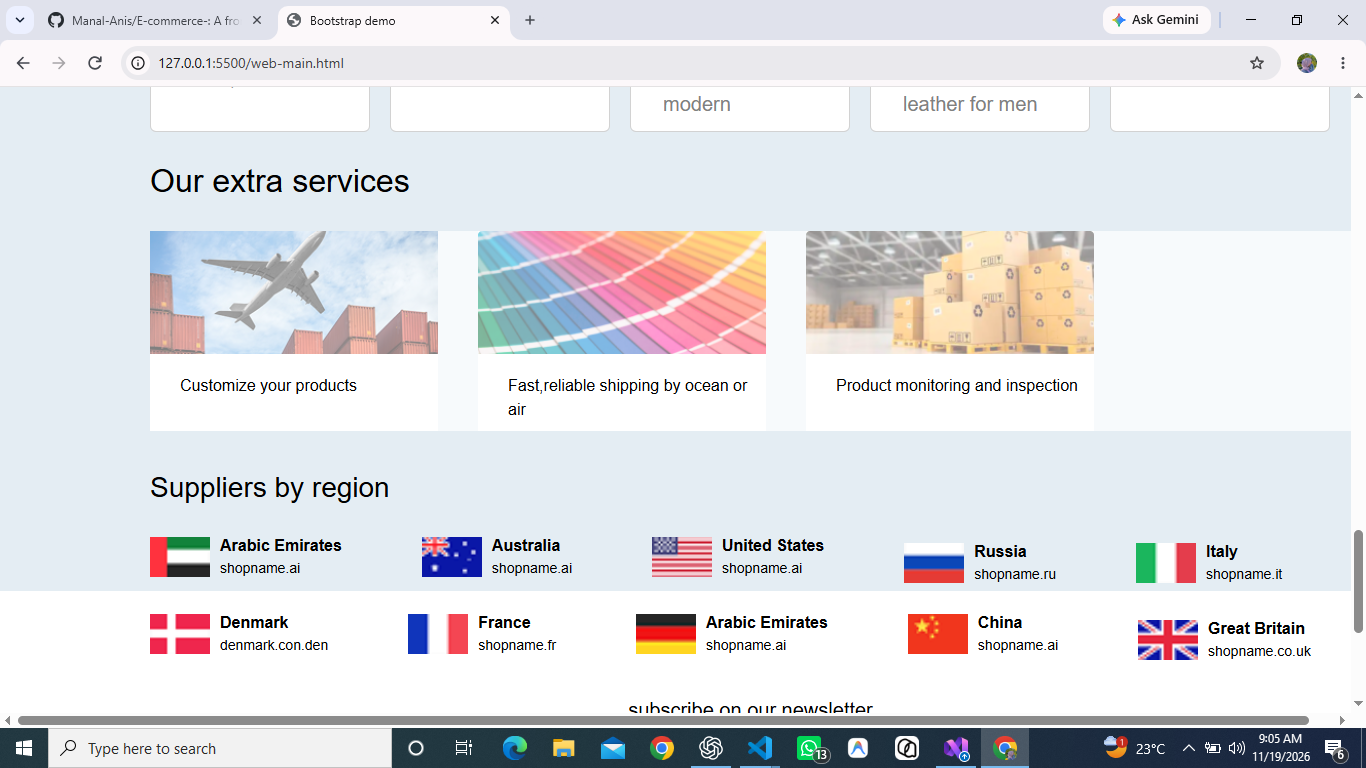 Manal-Anis/E-commerce-: A fro
Bootstrap demo
Ask Gemini
127.0.0.1:5500/web-main.html
modern
leather for men
Our extra services
Customize your products
Fast,reliable shipping by ocean or
air
Product monitoring and inspection
Suppliers by region
Arabic Emirates
shopname.ai
Australia
shopname.ai
United States
shopname.ai
Russia
shopname.ru
Italy
shopname.it
Denmark
denmark.con.den
France
shopname.fr
Arabic Emirates
shopname.ai
China
shopname.ai
Great Britain
shopname.co.uk
subscribe on our newsletter
Type here to search
13
1
23°C
9:05 AM
11/19/2026
6